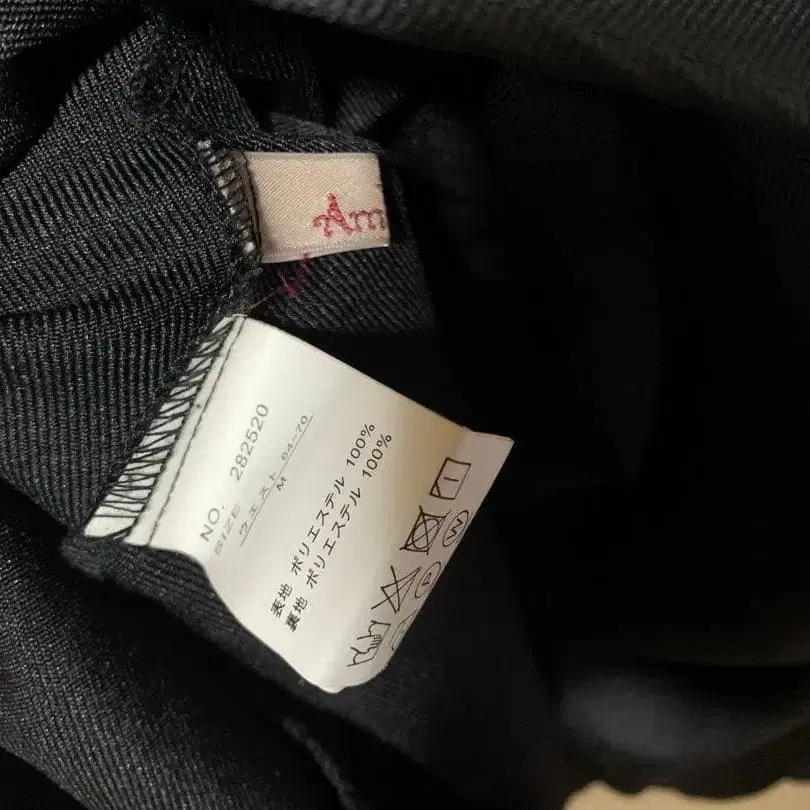 Am
NO. 282520
SIZE
ウエスト 64-70
M
表地 ポリエステル 100%
裏地 ポリエステル 100%
W
P